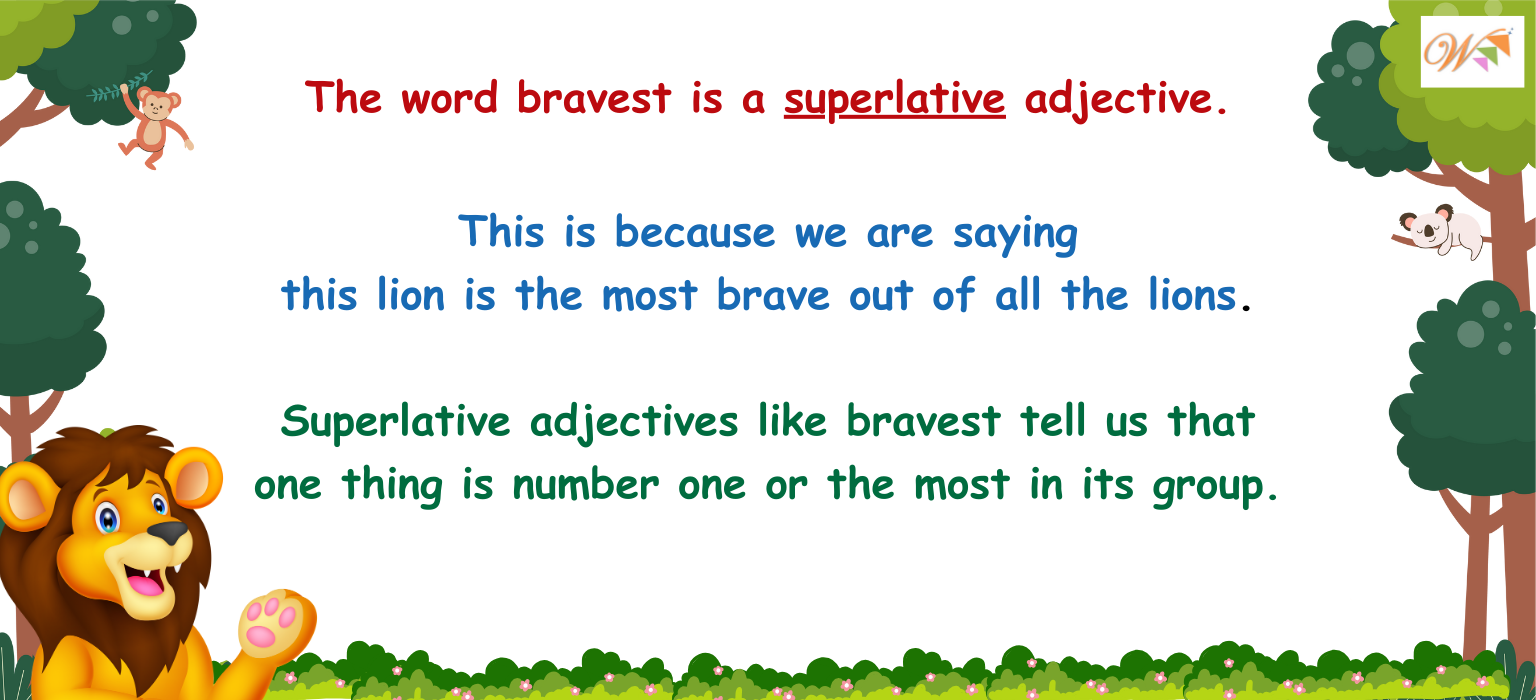 W
The word bravest is a superlative adjective.
This is because we are saying
this lion is the most brave out of all the lions.
Superlative adjectives like bravest tell us that
one thing is number one or the most in its group.